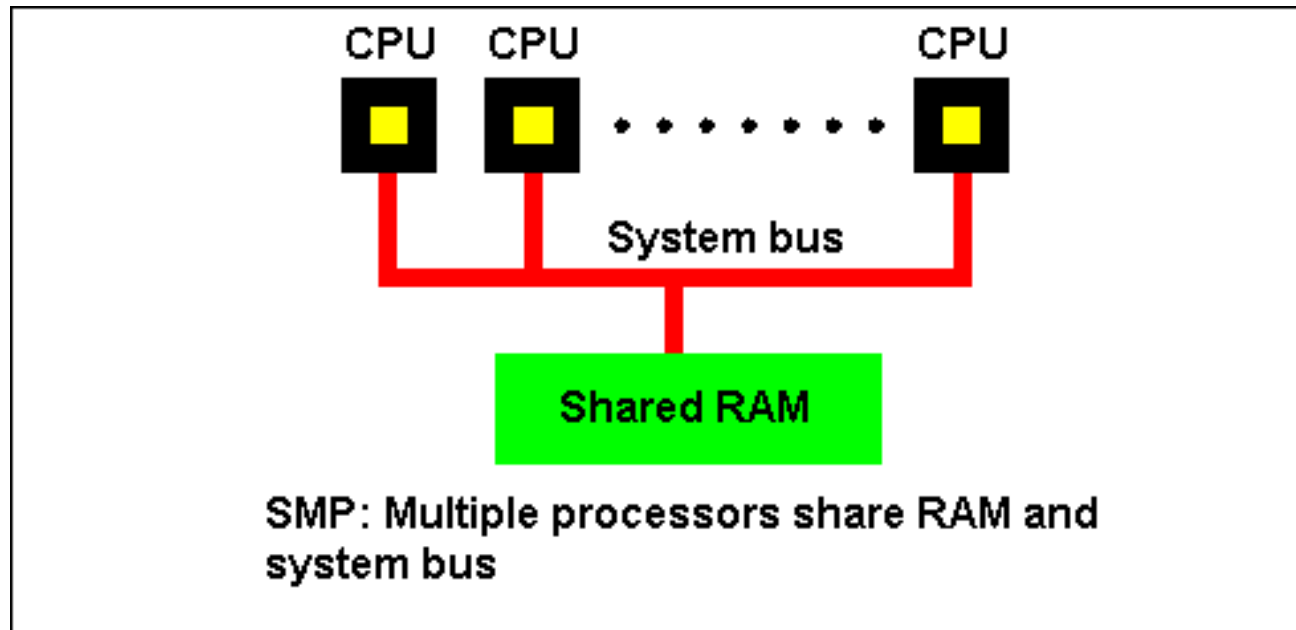 CPU CPU CPU
System bus
Shared RAM
SMP: Multiple processors share RAM and
system bus